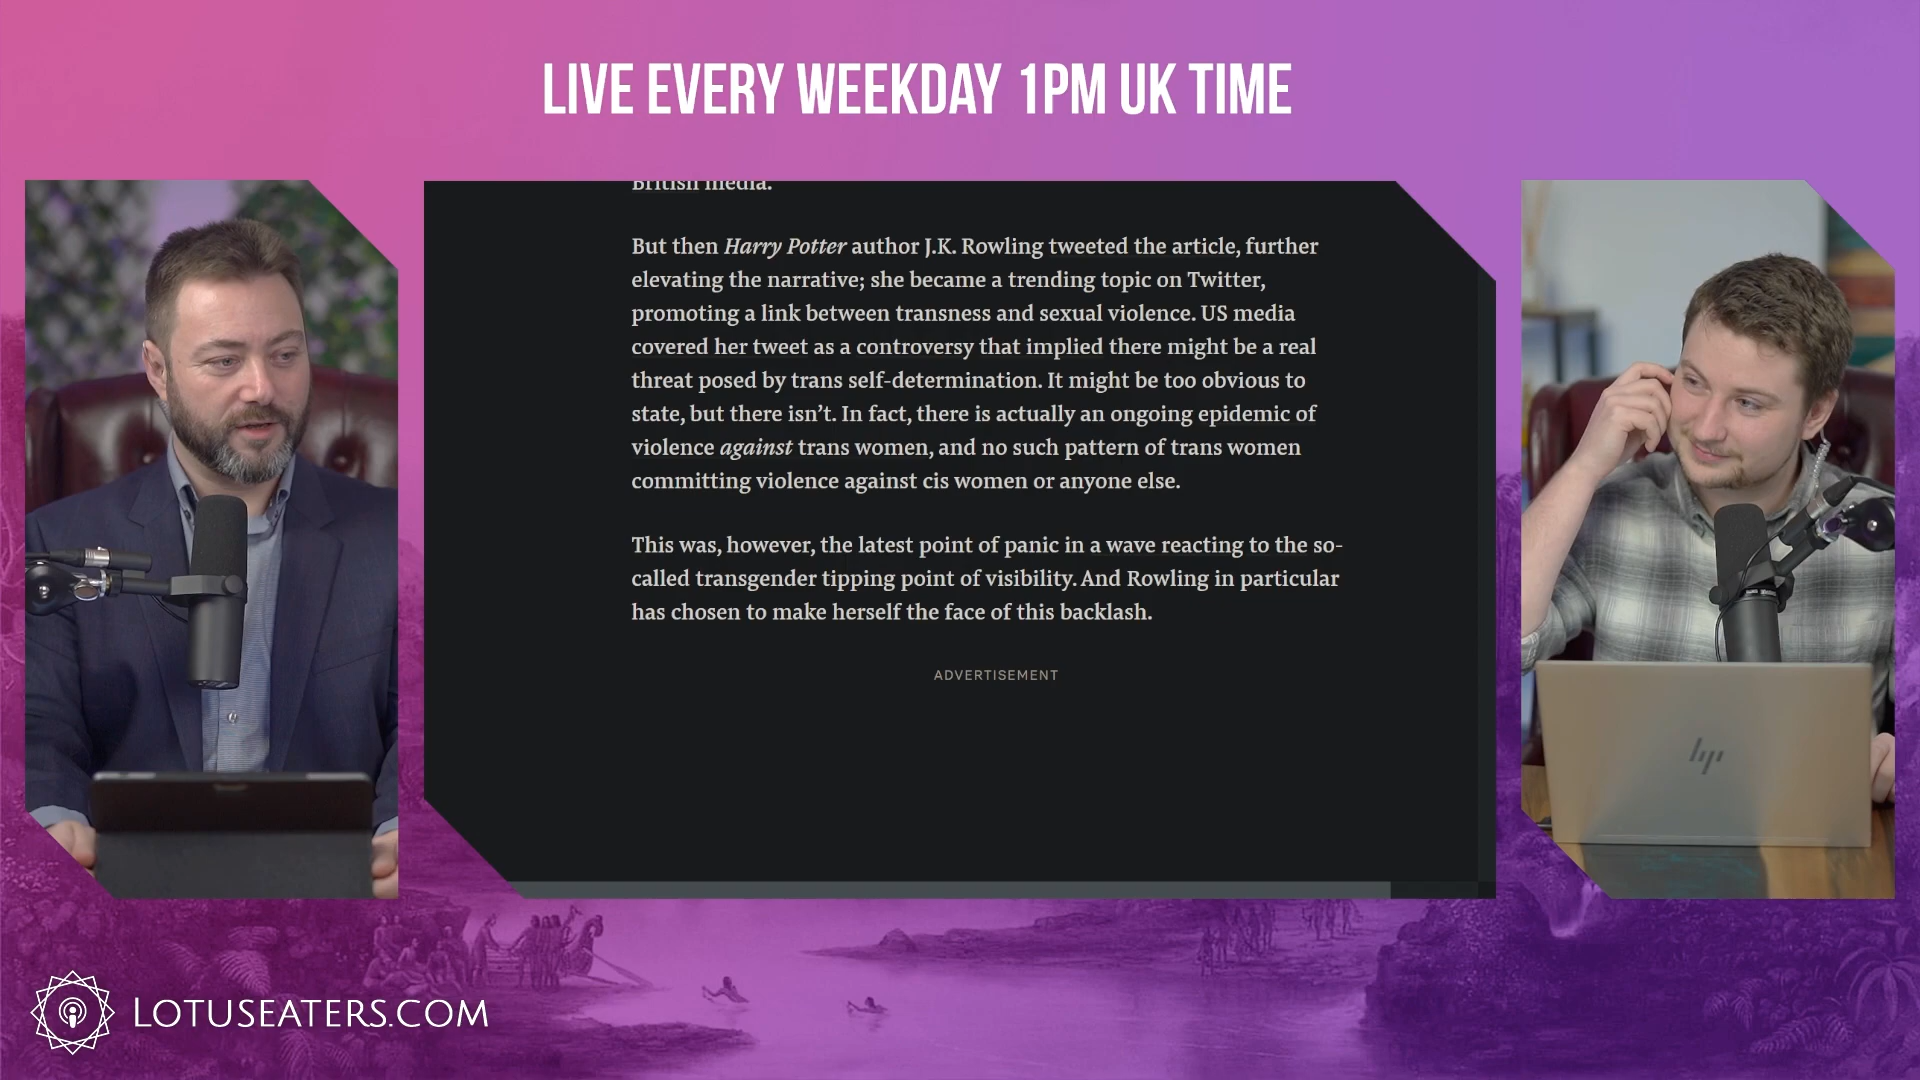 LIVE EVERY WEEKDAY 1PM UK TIME
British media.
But then Harry Potter author J.K. Rowling tweeted the article, further
elevating the narrative; she became a trending topic on Twitter,
promoting a link between transness and sexual violence. US media
covered her tweet as a controversy that implied there might be a real
threat posed by trans self-determination. It might be too obvious to
state, but there isn’t. In fact, there is actually an ongoing epidemic of
violence against trans women, and no such pattern of trans women
committing violence against cis women or anyone else.
This was, however, the latest point of panic in a wave reacting to the so-
called transgender tipping point of visibility. And Rowling in particular
has chosen to make herself the face of this backlash.
ADVERTISEMENT
hp
LOTUSEATERS.COM